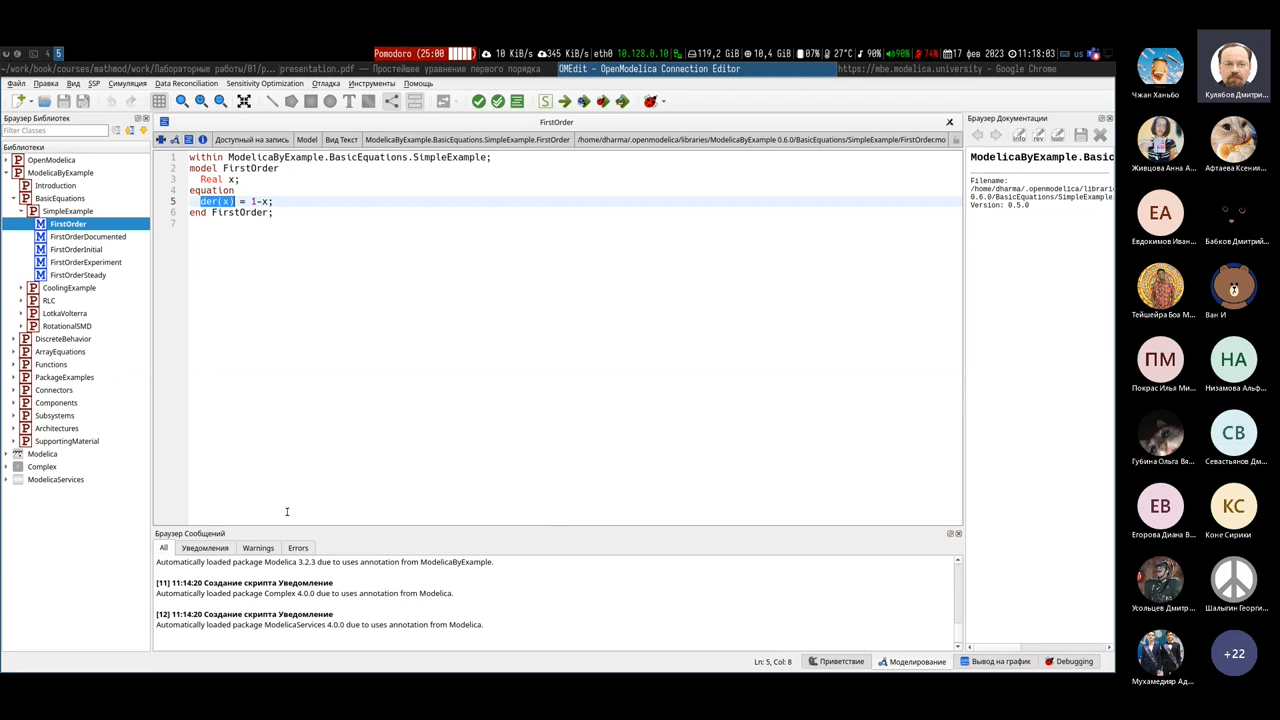 4 5 Pomodoro (25:00 10 KiB/s 345 KiB/s eth0 10.128.0.10 119,2 GiB 10,4 GiB 07% 27°C 90% 90% 74% 17 фев 2023 11:18:03 us
~/work/book/courses/mathmod/work/Лабораторные работы/01/p... presentation.pdf — Простейшее уравнение первого порядка
OMEdit - OpenModelica Connection Editor
https://mbe.modelica.university - Google Chrome
Файл Правка Вид SSP Симуляция Data Reconciliation Sensitivity Optimization Отладка Инструменты Помощь
Браузер Библиотек
Filter Classes
Библиотеки
OpenModelica
ModelicaByExample
Introduction
BasicEquations
SimpleExample
FirstOrder
FirstOrderDocumented
FirstOrderInitial
FirstOrderExperiment
FirstOrderSteady
CoolingExample
RLC
LotkaVolterra
RotationalSMD
DiscreteBehavior
ArrayEquations
Functions
PackageExamples
Connectors
Components
Subsystems
Architectures
SupportingMaterial
Modelica
Complex
ModelicaServices
FirstOrder
Доступный на запись Model Вид Текст ModelicaByExample.BasicEquations.SimpleExample.FirstOrder /home/dharma/.openmodelica/libraries/ModelicaByExample 0.6.0/BasicEquations/SimpleExample/FirstOrder.mo
1 within ModelicaByExample.BasicEquations.SimpleExample;
2 model FirstOrder
3 Real x;
4 equation
5 der(x) = 1-x;
6 end FirstOrder;
7
Браузер Сообщений
All Уведомления Warnings Errors
Automatically loaded package Modelica 3.2.3 due to uses annotation from ModelicaByExample.
[11] 11:14:20 Создание скрипта Уведомление
Automatically loaded package Complex 4.0.0 due to uses annotation from Modelica.
[12] 11:14:20 Создание скрипта Уведомление
Automatically loaded package ModelicaServices 4.0.0 due to uses annotation from Modelica.
Ln: 5, Col: 8 Приветствие Моделирование Вывод на график Debugging
Браузер Документации
info rev
ModelicaByExample.Basic
Filename:
/home/dharma/.openmodelica/librarie
0.6.0/BasicEquations/SimpleExample/
Version: 0.5.0
Чжан Ханьбо
Кулябов Дмитри...
Живцова Анна А...
Афтаева Ксения...
ЕА
Евдокимов Иван...
Бабков Дмитрий...
Тейшейра Боа М...
Ван И
ПМ
Покрас Илья Ми...
НА
Низамова Альф...
Губина Ольга Вя...
СВ
Севастьянов Дм...
ЕВ
Егорова Диана В...
КС
Коне Сирики
Усольцев Дмитр...
Шалыгин Георги...
Мухамедияр Ад...
+22